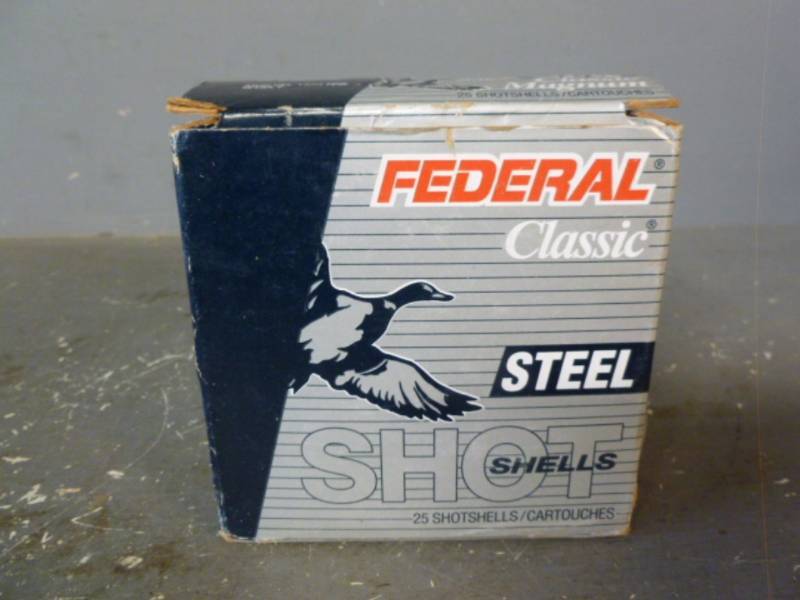 Magnum
25 SHOTSHELLS/CARTOUCHES
FEDERAL®
Classic®
STEEL
SHOT
SHELLS
25 SHOTSHELLS/CARTOUCHES